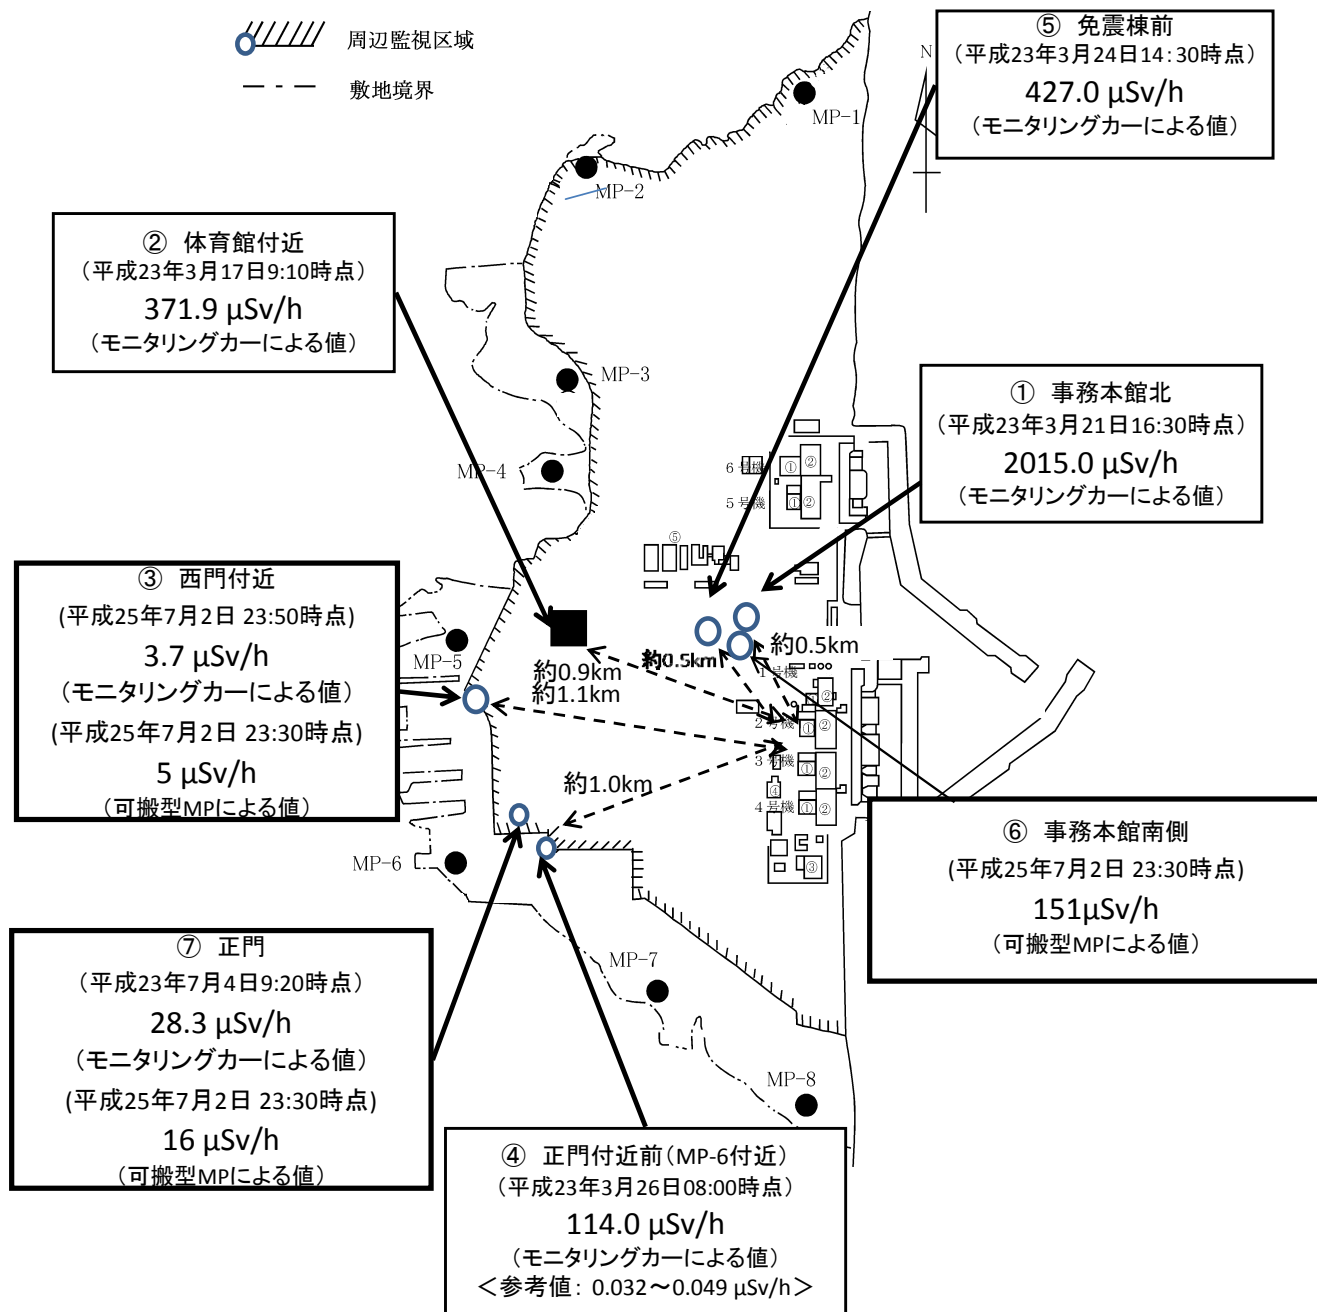 周辺監視区域
敷地境界
⑤ 免震棟前
(平成23年3月24日14:30時点)
427.0 μSv/h
(モニタリングカーによる値)
N
MP-1
MP-2
② 体育館付近
(平成23年3月17日9:10時点)
371.9 μSv/h
(モニタリングカーによる値)
MP-3
① 事務本館北
(平成23年3月21日16:30時点)
2015.0 μSv/h
(モニタリングカーによる値)
MP-4
6号機
① ②
5号機
① ②
⑤
③ 西門付近
(平成25年7月2日 23:50時点)
3.7 μSv/h
(モニタリングカーによる値)
(平成25年7月2日 23:30時点)
5 μSv/h
(可搬型MPによる値)
MP-5
約0.5km
約0.5km
約0.9km
約1.1km
1号機
②
2号機
① ②
3号機
① ②
約1.0km
④
4号機
① ②
③
MP-6
⑥ 事務本館南側
(平成25年7月2日 23:30時点)
151μSv/h
(可搬型MPによる値)
⑦ 正門
(平成23年7月4日9:20時点)
28.3 μSv/h
(モニタリングカーによる値)
(平成25年7月2日 23:30時点)
16 μSv/h
(可搬型MPによる値)
MP-7
MP-8
④ 正門付近前(MP-6付近)
(平成23年3月26日08:00時点)
114.0 μSv/h
(モニタリングカーによる値)
<参考値: 0.032~0.049 μSv/h>